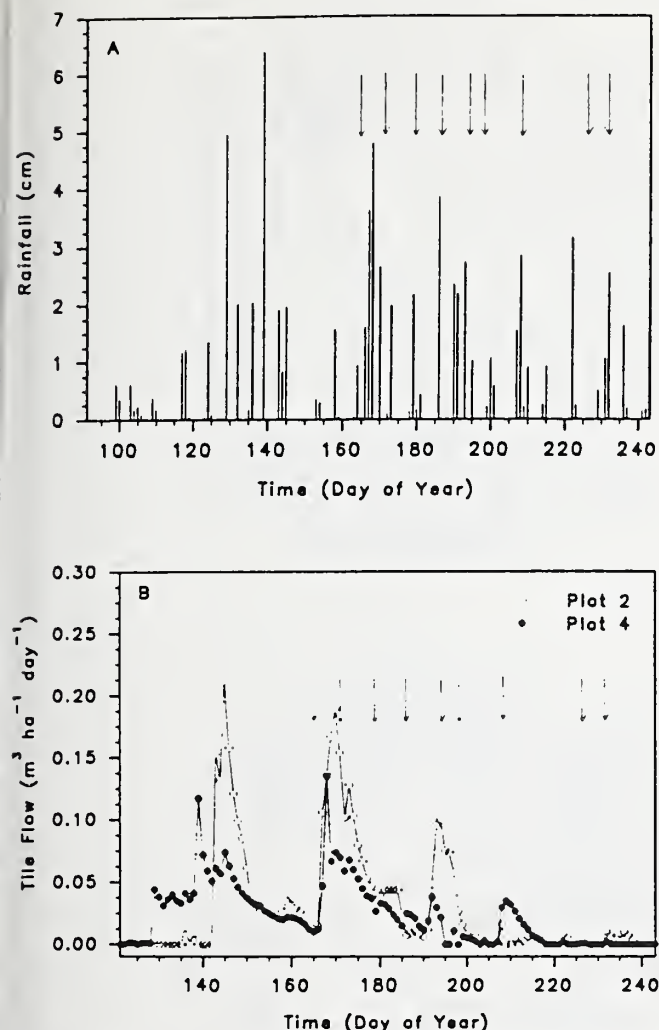 A
7
6
5
4
3
2
1
0
Rainfall (cm)
100 120 140 160 180 200 220 240
Time (Day of Year)
B
Plot 2
Plot 4
0.30
0.25
0.20
0.15
0.10
0.05
0.00
Tile Flow (m³ ha⁻¹ day⁻¹)
140 160 180 200 220 240
Time (Day of Year)